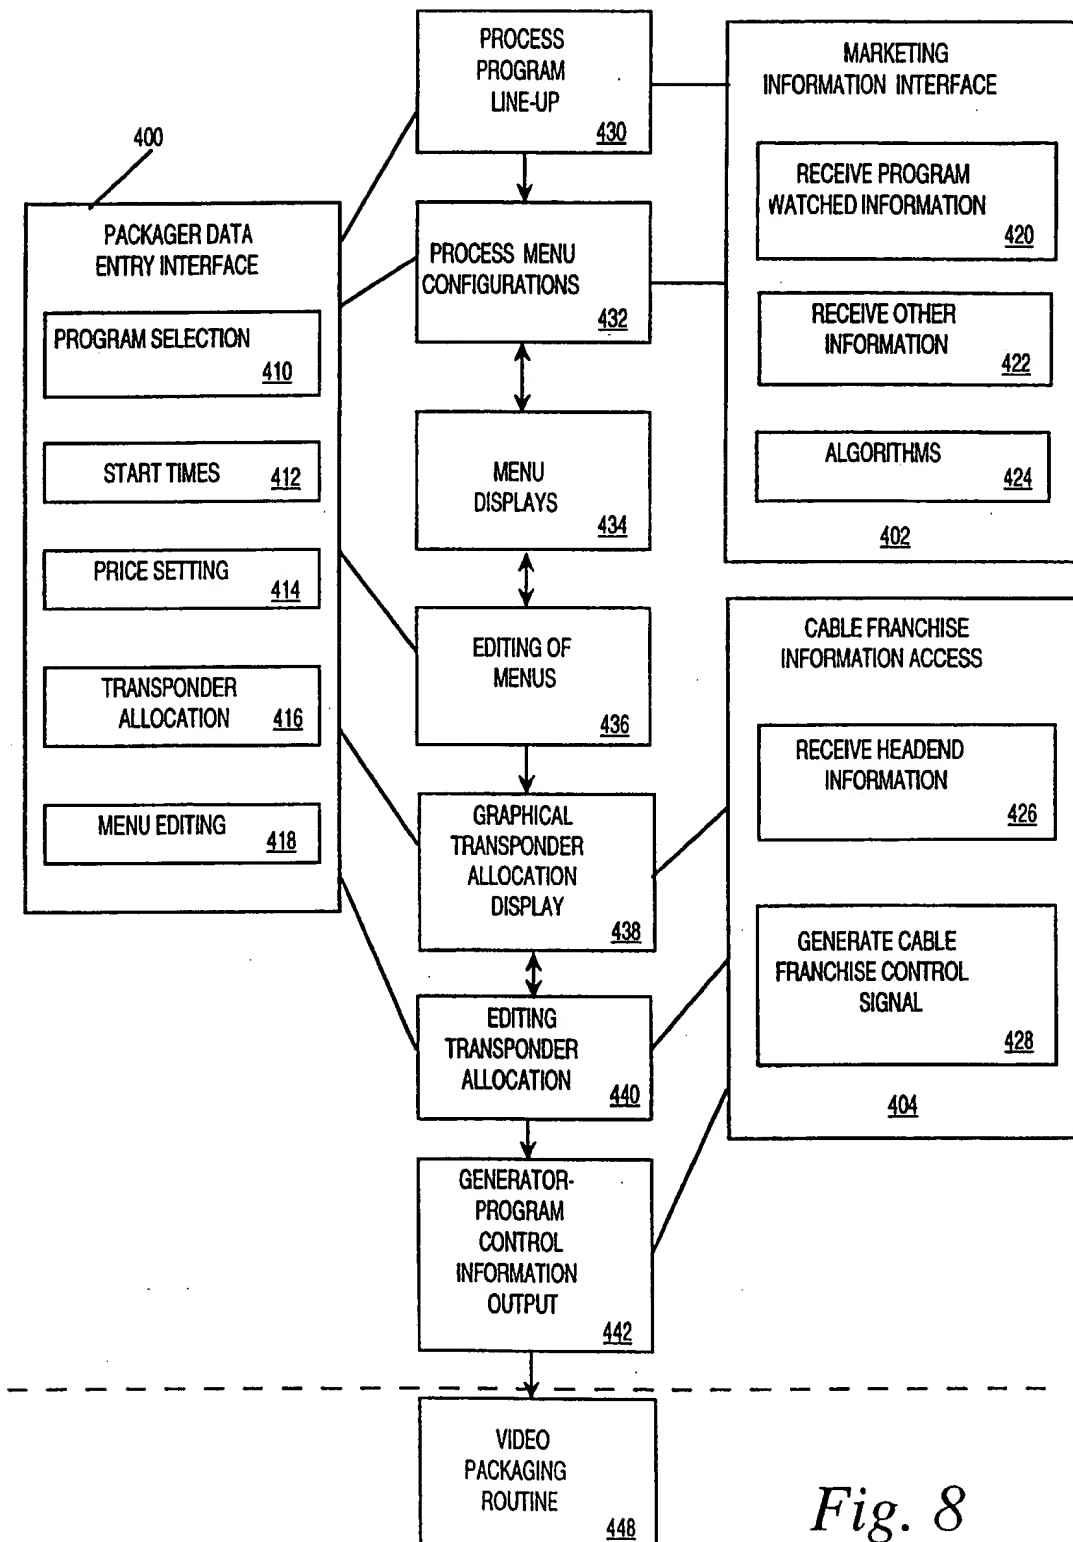 400
PACKAGER DATA
ENTRY INTERFACE
PROGRAM SELECTION
410
START TIMES
412
PRICE SETTING
414
TRANSPONDER
ALLOCATION
416
MENU EDITING
418
PROCESS
PROGRAM
LINE-UP
430
PROCESS MENU
CONFIGURATIONS
432
MENU
DISPLAYS
434
EDITING OF
MENUS
436
GRAPHICAL
TRANSPONDER
ALLOCATION
DISPLAY
438
EDITING
TRANSPONDER
ALLOCATION
440
GENERATOR-
PROGRAM
CONTROL
INFORMATION
OUTPUT
442
VIDEO
PACKAGING
ROUTINE
448
MARKETING
INFORMATION INTERFACE
RECEIVE PROGRAM
WATCHED INFORMATION
420
RECEIVE OTHER
INFORMATION
422
ALGORITHMS
424
402
CABLE FRANCHISE
INFORMATION ACCESS
RECEIVE HEADEND
INFORMATION
426
GENERATE CABLE
FRANCHISE CONTROL
SIGNAL
428
404
Fig. 8